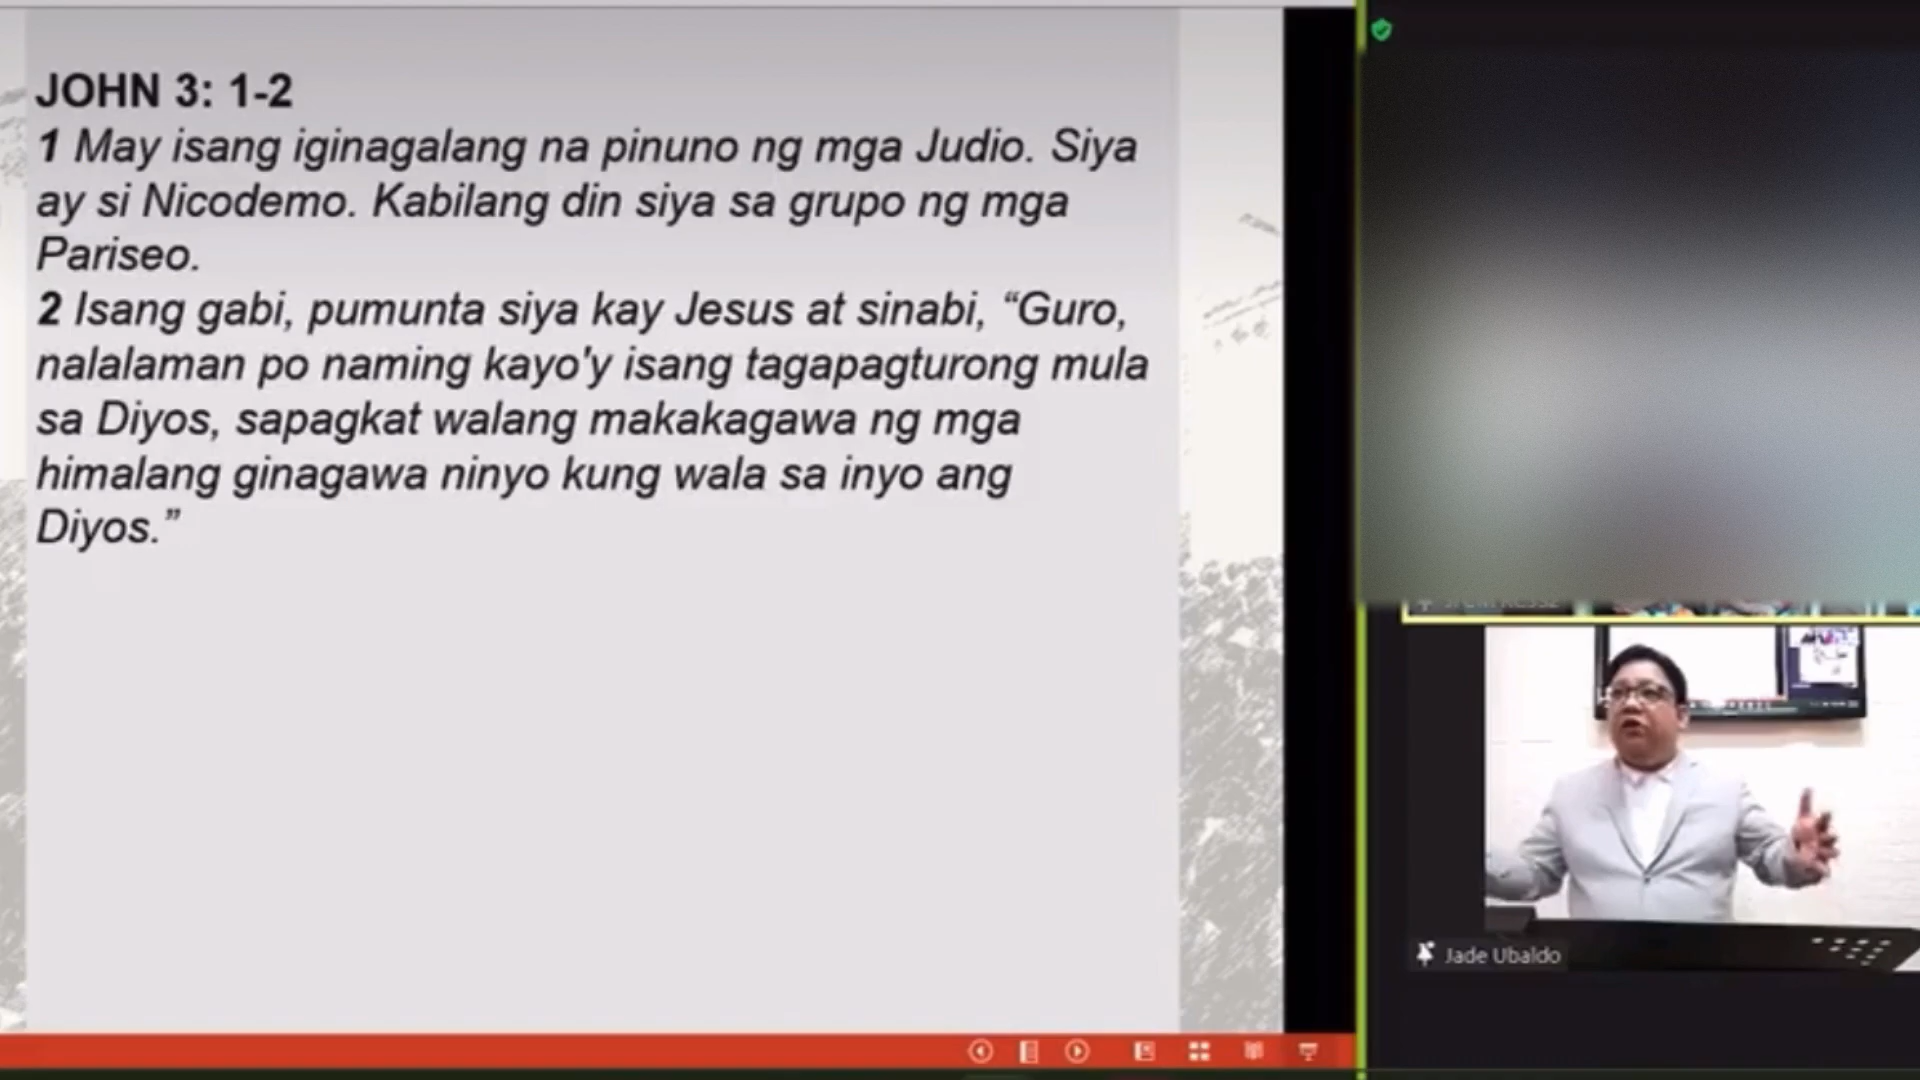 JOHN 3: 1-2
1 May isang iginagalang na pinuno ng mga Judio. Siya
ay si Nicodemo. Kabilang din siya sa grupo ng mga
Pariseo.
2 Isang gabi, pumunta siya kay Jesus at sinabi, “Guro,
nalalaman po naming kayo'y isang tagapagturong mula
sa Diyos, sapagkat walang makakagawa ng mga
himalang ginagawa ninyo kung wala sa inyo ang
Diyos.”
Jade Ubaldo